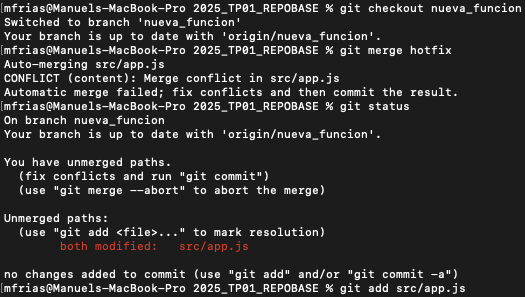 mfrias@Manuels-MacBook-Pro 2025_TP01_REPOBASE % git checkout nueva_funcion
Switched to branch 'nueva_funcion'
Your branch is up to date with 'origin/nueva_funcion'.
mfrias@Manuels-MacBook-Pro 2025_TP01_REPOBASE % git merge hotfix
Auto-merging src/app.js
CONFLICT (content): Merge conflict in src/app.js
Automatic merge failed; fix conflicts and then commit the result.
mfrias@Manuels-MacBook-Pro 2025_TP01_REPOBASE % git status
On branch nueva_funcion
Your branch is up to date with 'origin/nueva_funcion'.

You have unmerged paths.
  (fix conflicts and run "git commit")
  (use "git merge --abort" to abort the merge)

Unmerged paths:
  (use "git add <file>..." to mark resolution)
        both modified:   src/app.js

no changes added to commit (use "git add" and/or "git commit -a")
mfrias@Manuels-MacBook-Pro 2025_TP01_REPOBASE % git add src/app.js